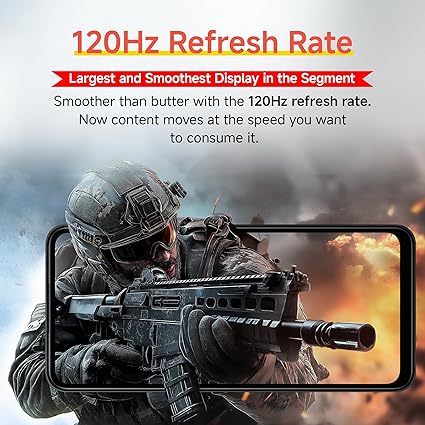 120Hz Refresh Rate
Largest and Smoothest Display in the Segment
Smoother than butter with the 120Hz refresh rate.
Now content moves at the speed you want
to consume it.